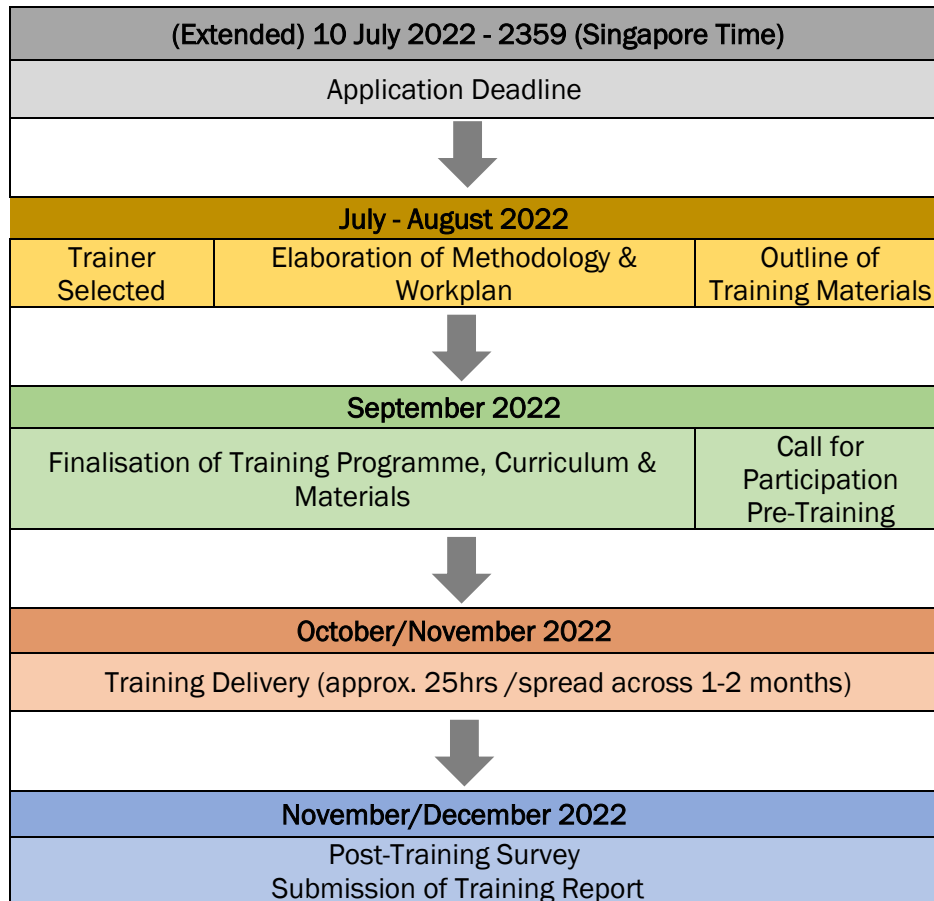 (Extended) 10 July 2022 - 2359 (Singapore Time)
Application Deadline
July - August 2022
Trainer
Selected
Elaboration of Methodology &
Workplan
Outline of
Training Materials
September 2022
Finalisation of Training Programme, Curriculum &
Materials
Call for
Participation
Pre-Training
October/November 2022
Training Delivery (approx. 25hrs /spread across 1-2 months)
November/December 2022
Post-Training Survey
Submission of Training Report